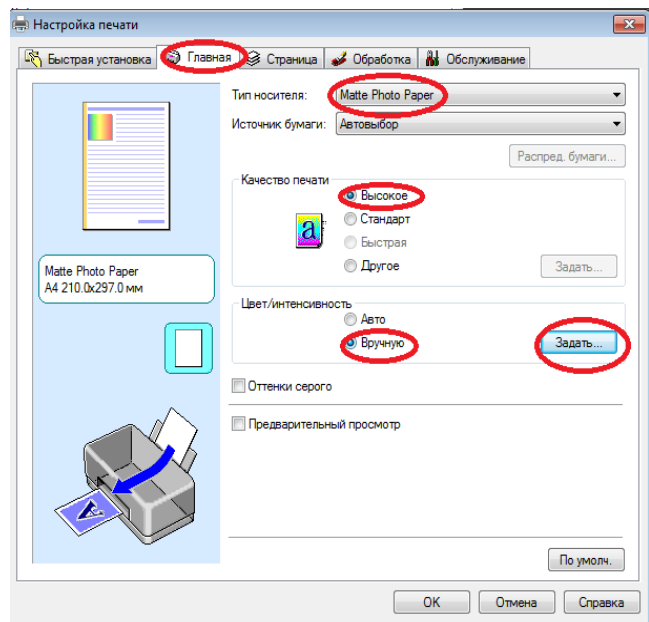 Настройка печати
Быстрая установка Главная Страница Обработка Обслуживание
Тип носителя: Matte Photo Paper
Источник бумаги: Автовыбор
Распред. бумаги...
Качество печати
Высокое
a Стандарт
Быстрая
Другое Задать...
Matte Photo Paper
A4 210.0x297.0 мм
Цвет/интенсивность
Авто
Вручную Задать...
Оттенки серого
Предварительный просмотр
A
По умолч.
OK Отмена Справка